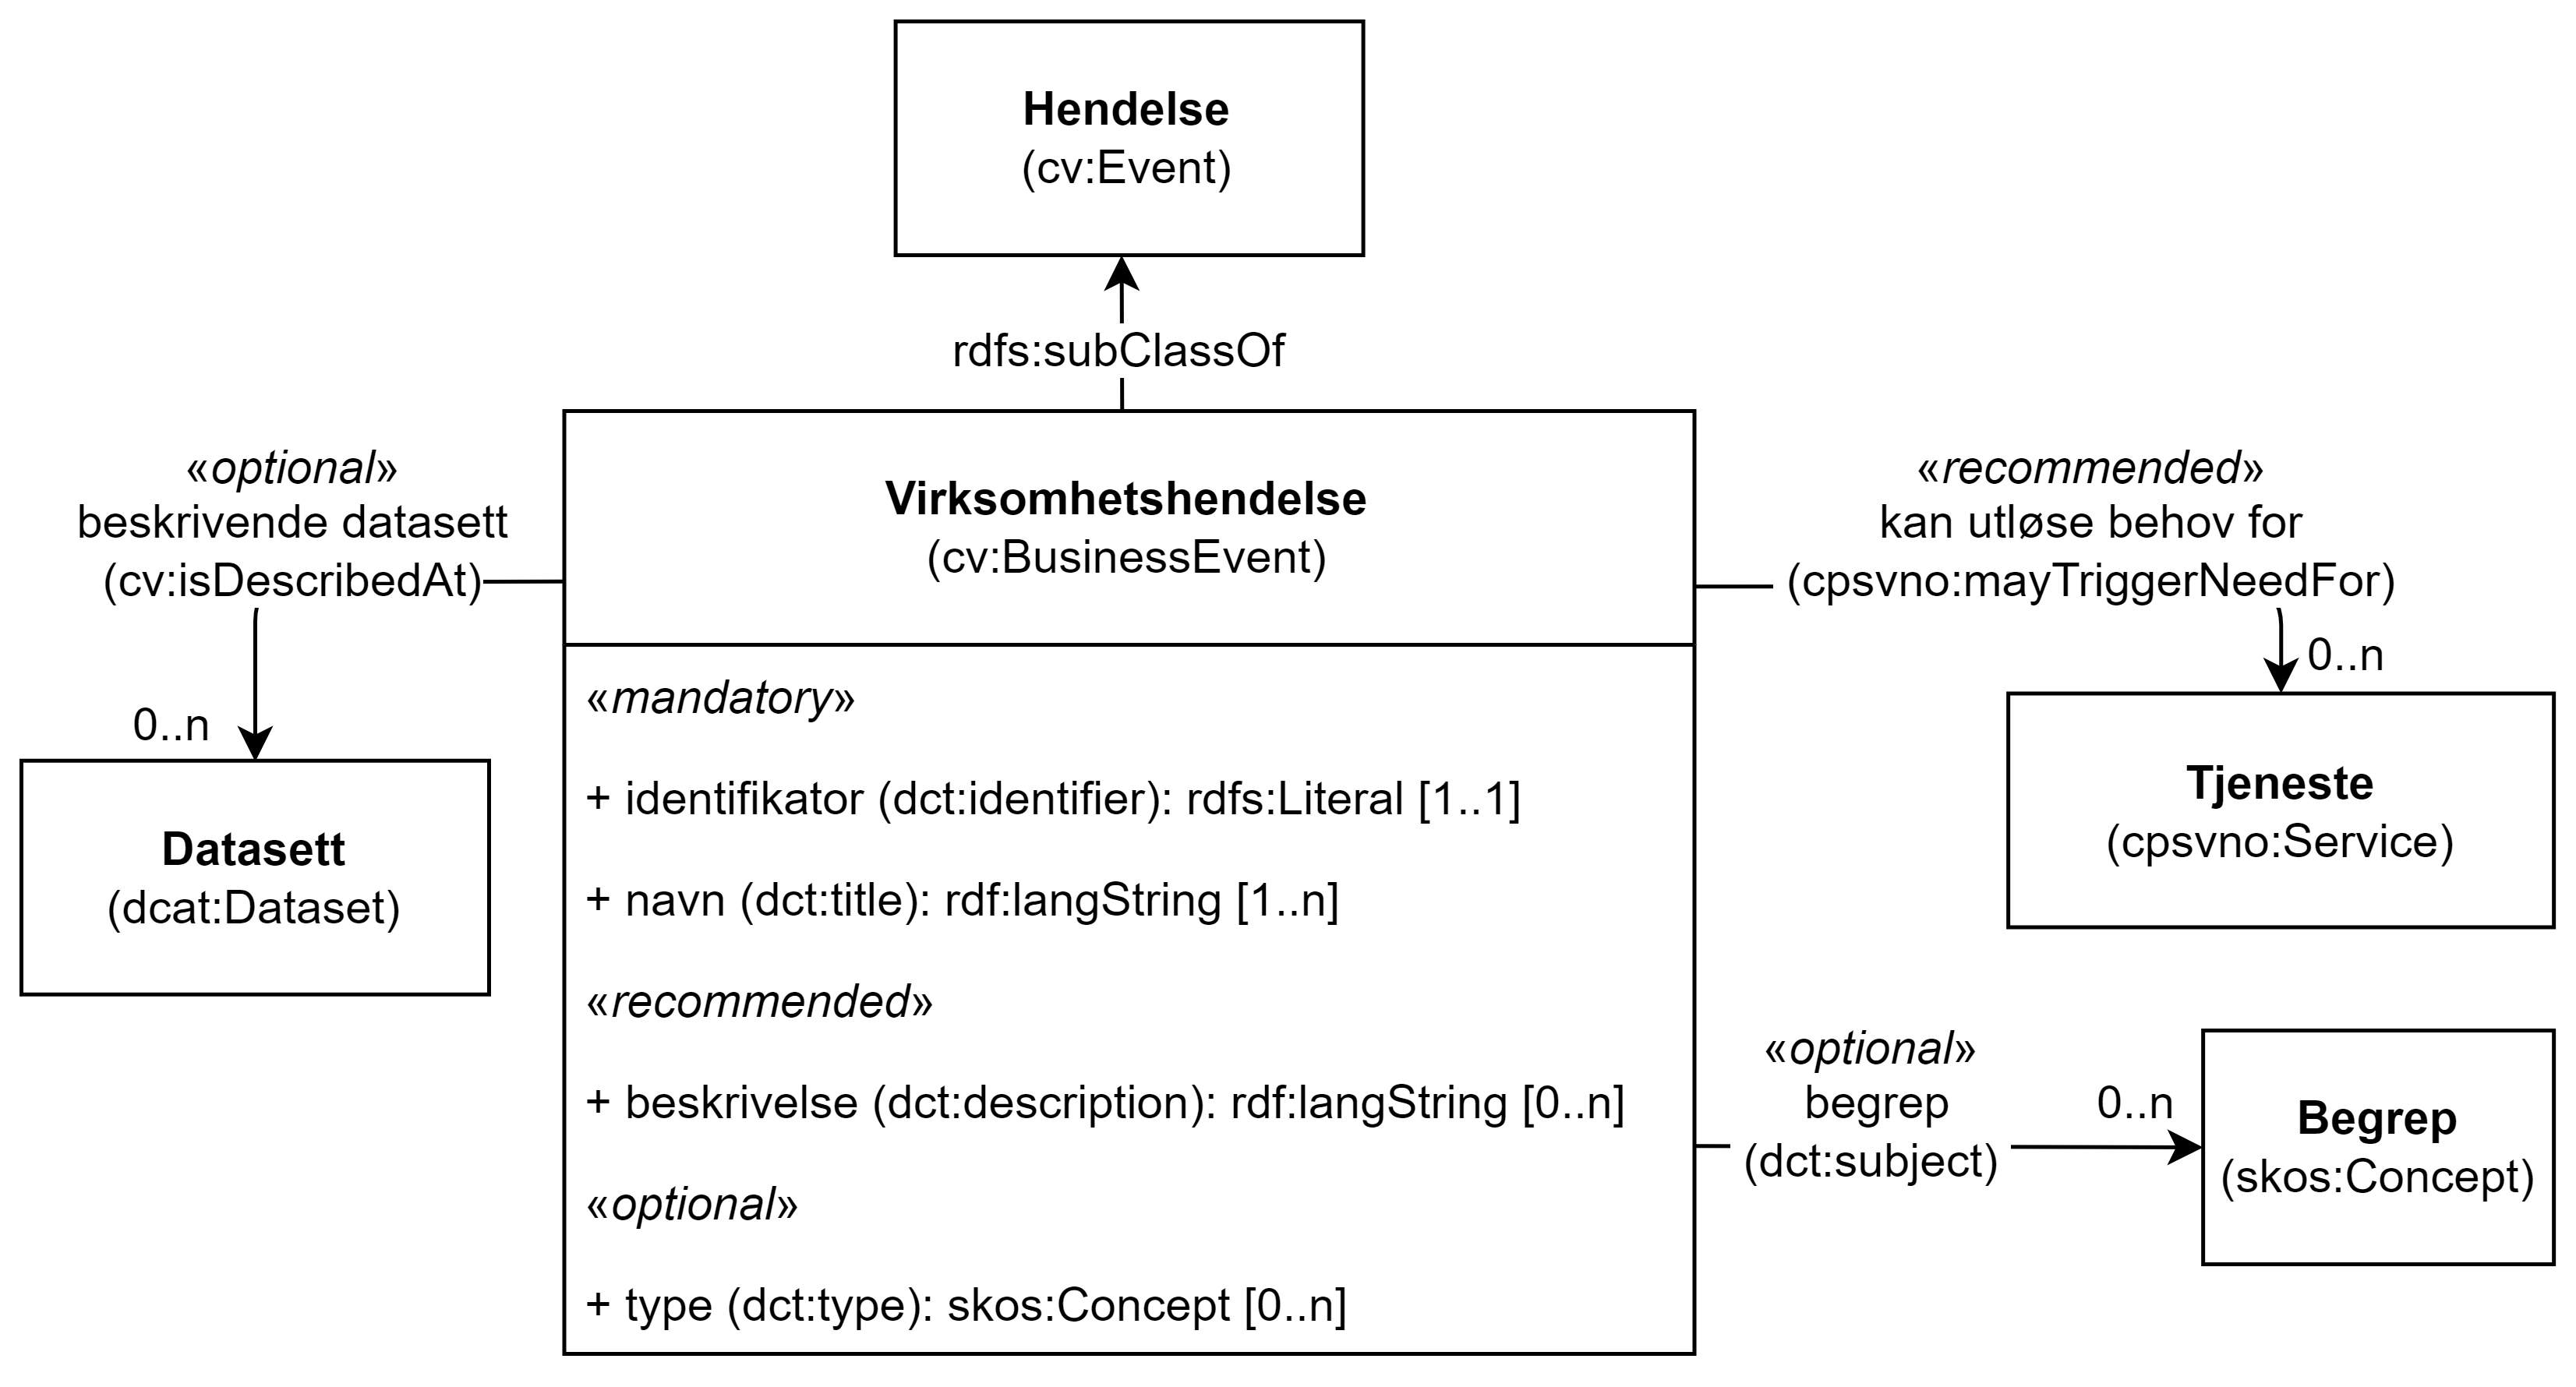 Hendelse
(cv:Event)
rdfs:subClassOf
«optional»
beskrivende datasett
(cv:isDescribedAt)
0..n
Datasett
(dcat:Dataset)
Virksomhetshendelse
(cv:BusinessEvent)
«mandatory»
+ identifikator (dct:identifier): rdfs:Literal [1..1]
+ navn (dct:title): rdf:langString [1..n]
«recommended»
+ beskrivelse (dct:description): rdf:langString [0..n]
«optional»
+ type (dct:type): skos:Concept [0..n]
«recommended»
kan utløse behov for
(cpsvno:mayTriggerNeedFor)
0..n
Tjeneste
(cpsvno:Service)
«optional»
begrep
(dct:subject)
0..n
Begrep
(skos:Concept)